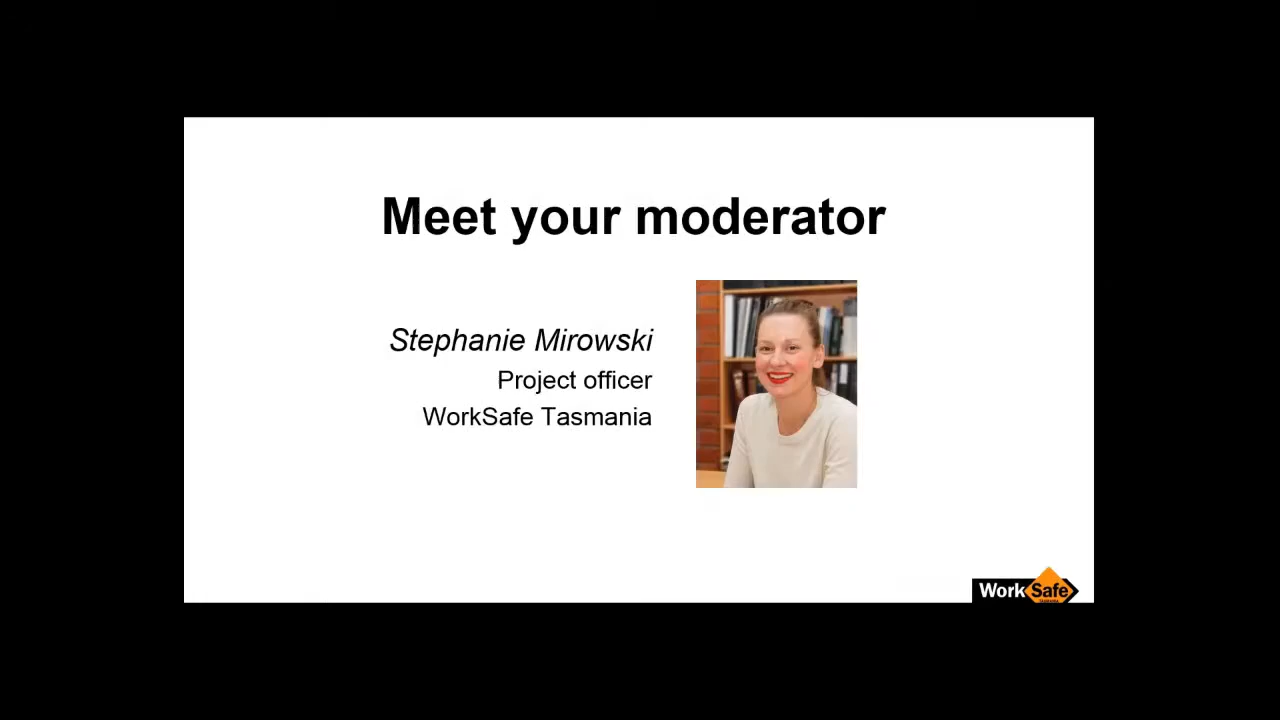 Meet your moderator
Stephanie Mirowski
Project officer
WorkSafe Tasmania
WorkSafe